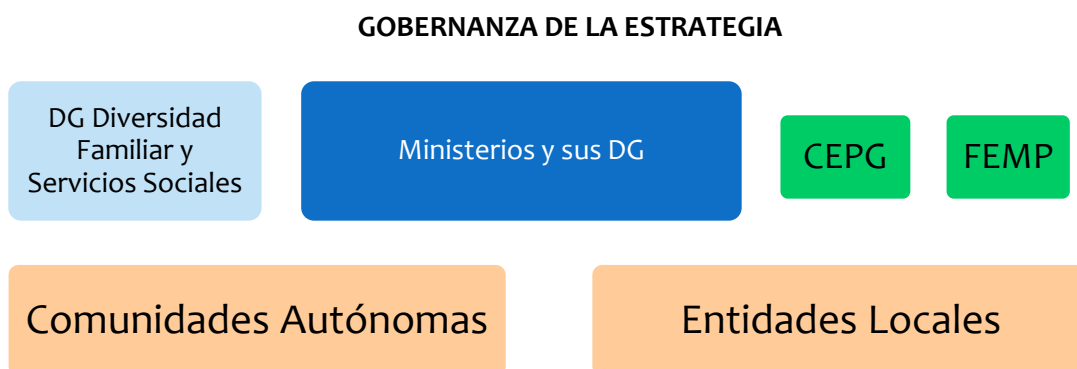 GOBERNANZA DE LA ESTRATEGIA
DG Diversidad
Familiar y
Servicios Sociales
Ministerios y sus DG
CEPG
FEMP
Comunidades Autónomas
Entidades Locales